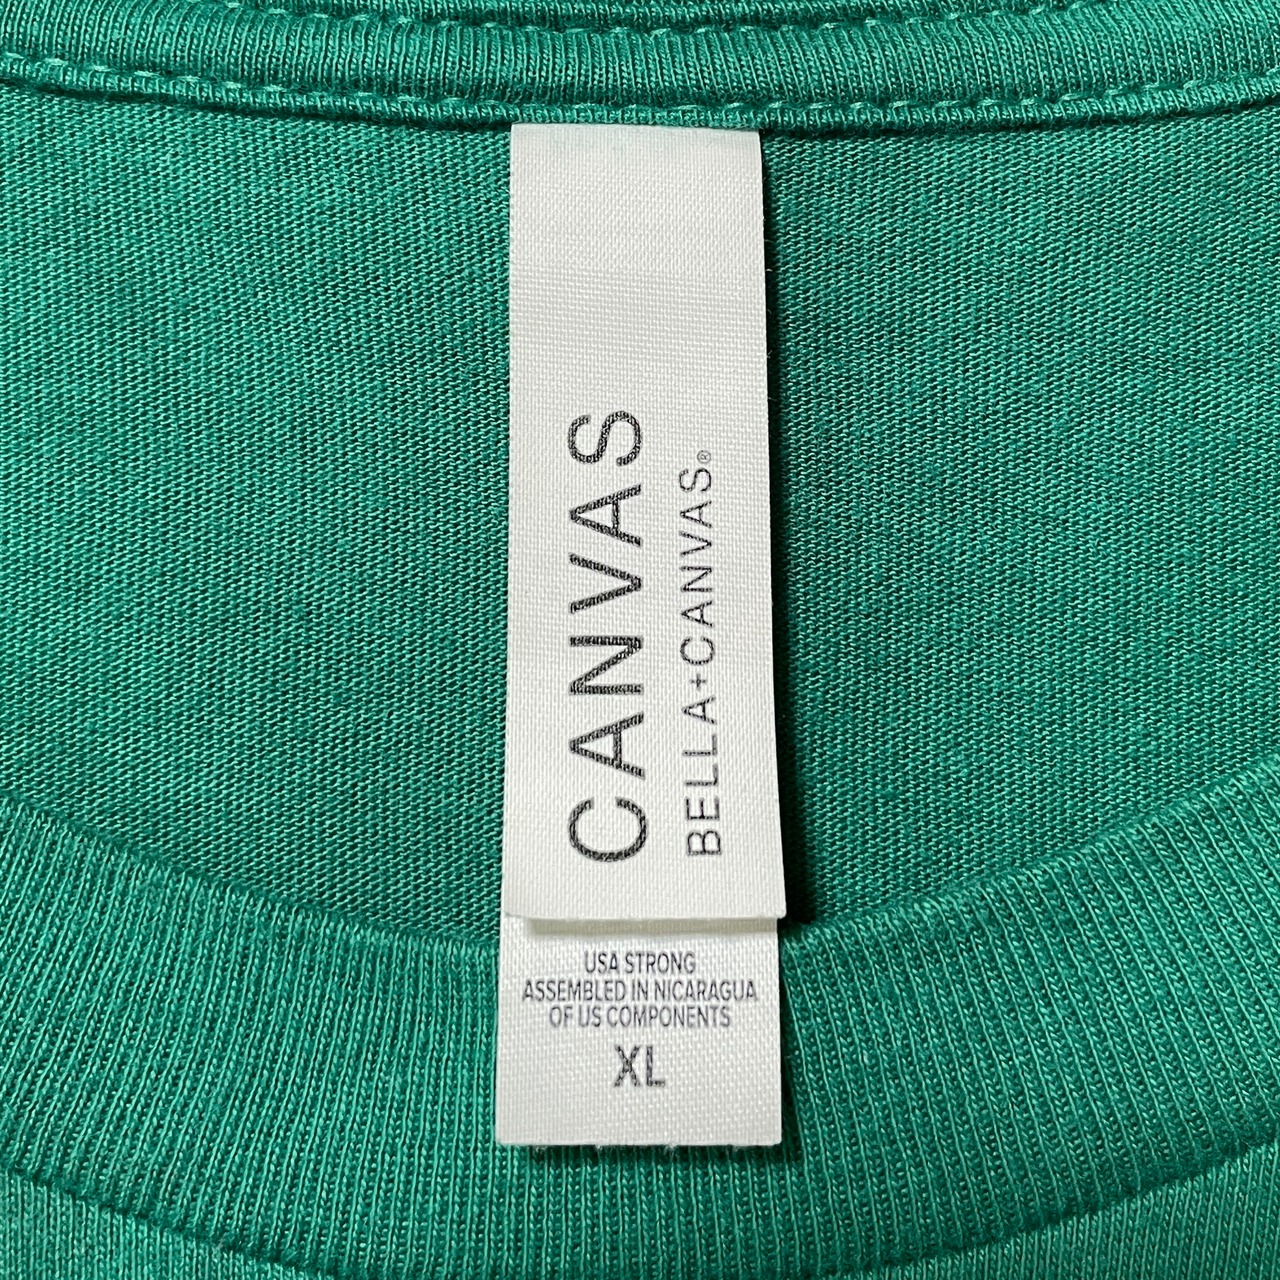 CANVAS
BELLA+CANVAS®
USA STRONG
ASSEMBLED IN NICARAGUA
OF US COMPONENTS
XL